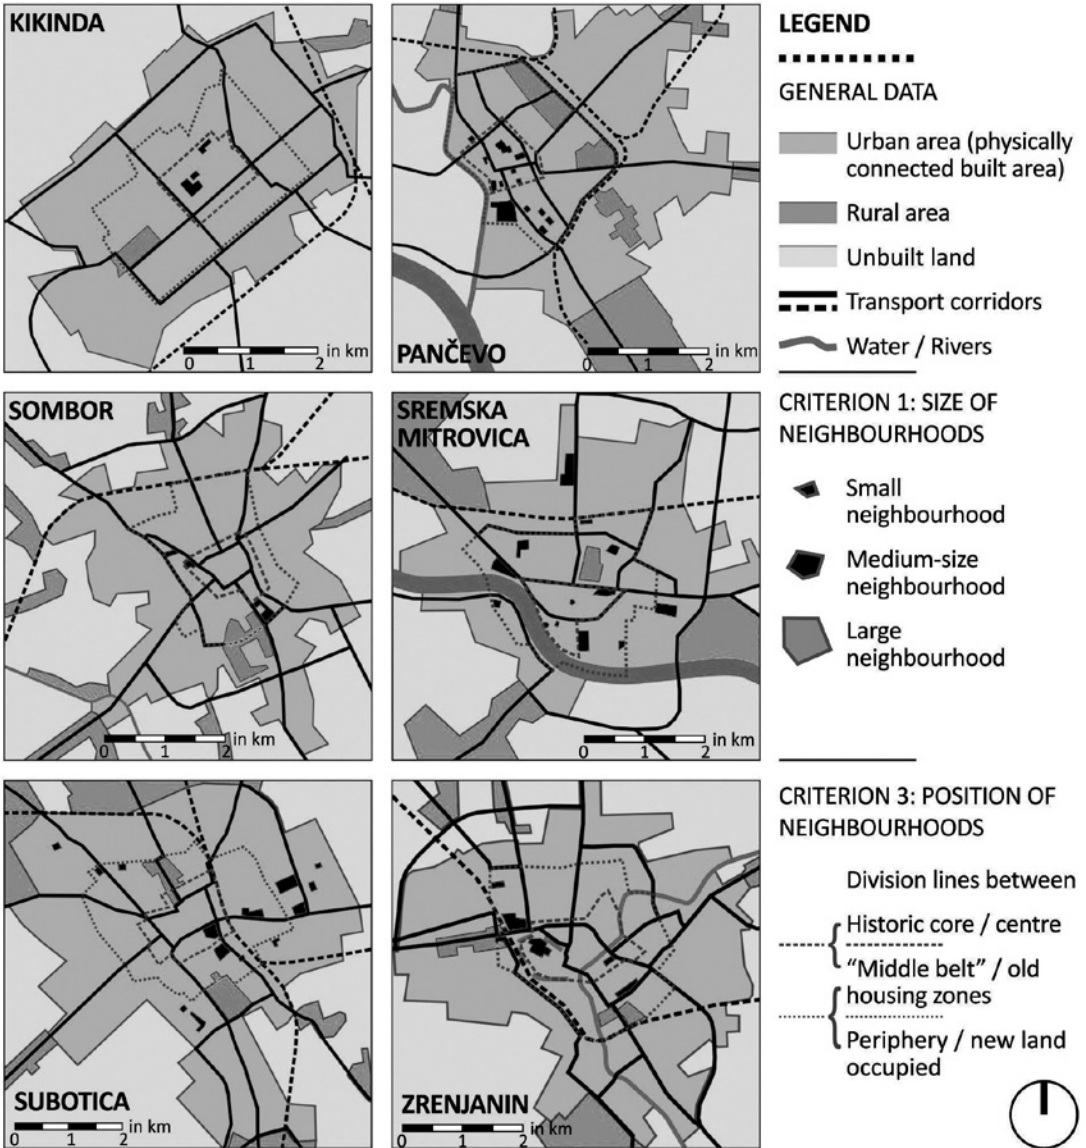 KIKINDA
0 1 2 in km
PANČEVO
0 1 2 in km
SOMBOR
0 1 2 in km
SREMSKA
MITROVICA
0 1 2 in km
SUBOTICA
0 1 2 in km
ZRENJANIN
0 1 2 in km
LEGEND
GENERAL DATA
Urban area (physically
connected built area)
Rural area
Unbuilt land
Transport corridors
Water / Rivers
CRITERION 1: SIZE OF
NEIGHBOURHOODS
Small
neighbourhood
Medium-size
neighbourhood
Large
neighbourhood
CRITERION 3: POSITION OF
NEIGHBOURHOODS
Division lines between
Historic core / centre
“Middle belt” / old
housing zones
Periphery / new land
occupied